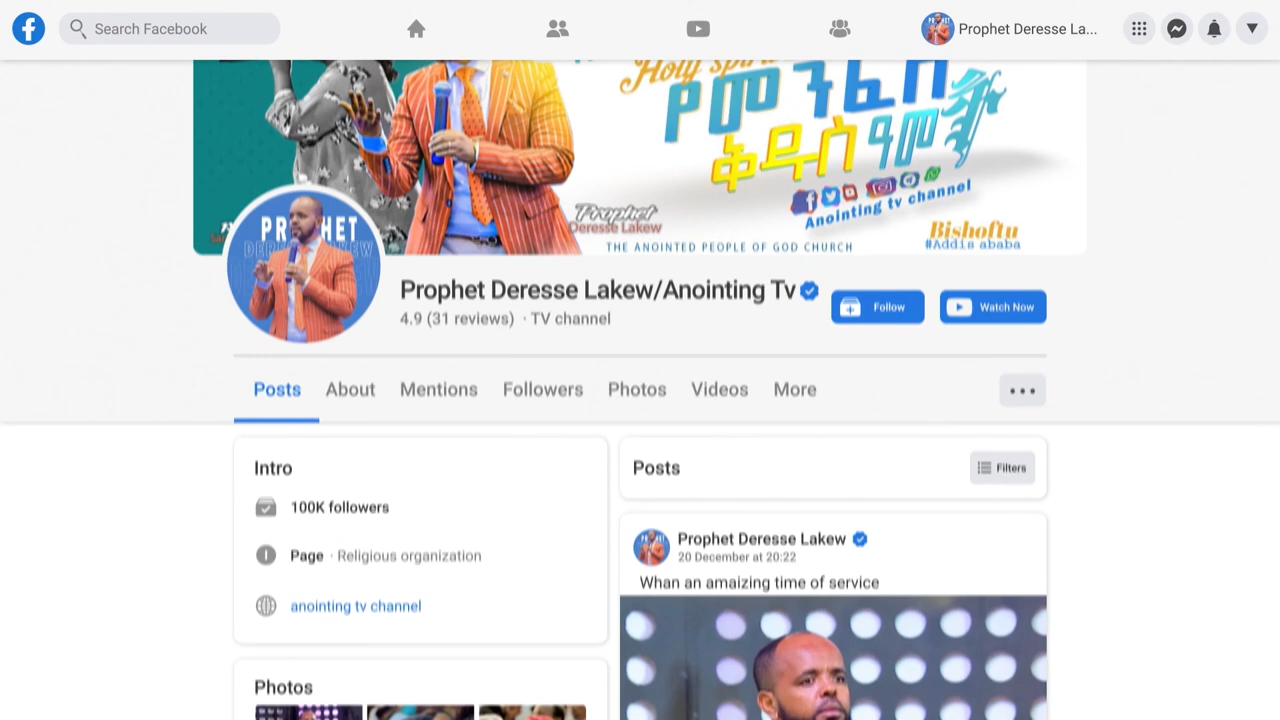 Search Facebook
Prophet Deresse La...
Holy spirit
የመንፈስ
ቅዱስ ዓመት
Anointing tv channel
Prophet
Deresse Lakew
THE ANOINTED PEOPLE OF GOD CHURCH
Bishoftu
#Addis ababa
PROPHET
DERESSE LAKEW
Prophet Deresse Lakew/Anointing Tv
4.9 (31 reviews) · TV channel
Follow
Watch Now
Posts About Mentions Followers Photos Videos More
Intro
100K followers
Page · Religious organization
anointing tv channel
Photos
Posts
Filters
Prophet Deresse Lakew
20 December at 20:22
Whan an amaizing time of service